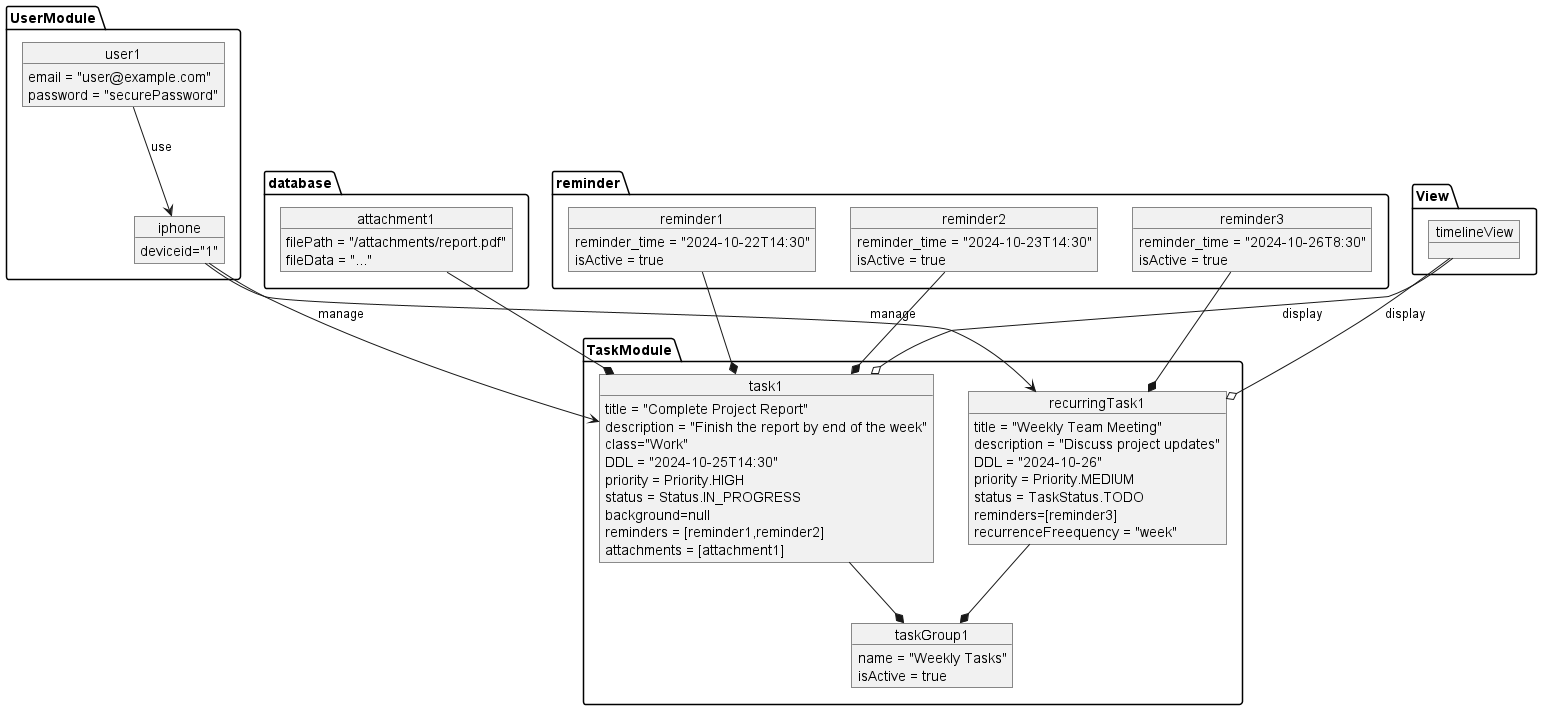 UserModule
user1
email = "user@example.com"
password = "securePassword"
use
iphone
deviceid="1"
database
attachment1
filePath = "/attachments/report.pdf"
fileData = "..."
reminder
reminder1
reminder_time = "2024-10-22T14:30"
isActive = true
reminder2
reminder_time = "2024-10-23T14:30"
isActive = true
reminder3
reminder_time = "2024-10-26T8:30"
isActive = true
View
timelineView
manage
manage
display
display
TaskModule
task1
title = "Complete Project Report"
description = "Finish the report by end of the week"
class="Work"
DDL = "2024-10-25T14:30"
priority = Priority.HIGH
status = Status.IN_PROGRESS
background=null
reminders = [reminder1,reminder2]
attachments = [attachment1]
recurringTask1
title = "Weekly Team Meeting"
description = "Discuss project updates"
DDL = "2024-10-26"
priority = Priority.MEDIUM
status = TaskStatus.TODO
reminders=[reminder3]
recurrenceFreequency = "week"
taskGroup1
name = "Weekly Tasks"
isActive = true